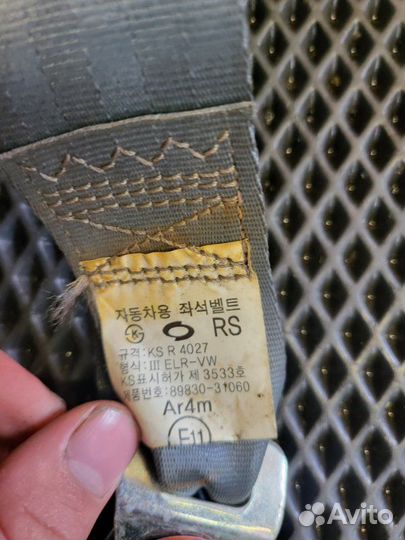 자동차용 좌석벨트
K RS
규격: KS R 4027
형식: III ELR-VW
KS표시허가 제 3533호
제품번호: 89830-31060
Ar4m
E11
Avito